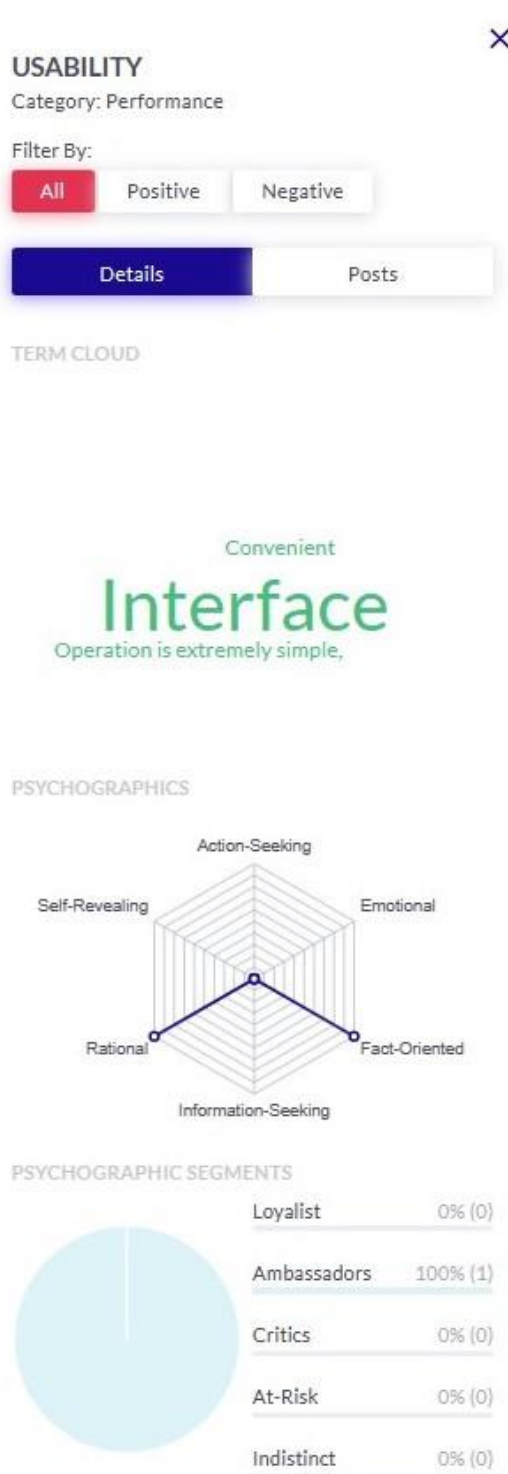 USABILITY
Category: Performance
Filter By:
All Positive Negative
Details Posts
TERM CLOUD
Convenient
Interface
Operation is extremely simple,
PSYCHOGRAPHICS
Action-Seeking
Self-Revealing Emotional
Rational Fact-Oriented
Information-Seeking
PSYCHOGRAPHIC SEGMENTS
Loyalist 0% (0)
Ambassadors 100% (1)
Critics 0% (0)
At-Risk 0% (0)
Indistinct 0% (0)